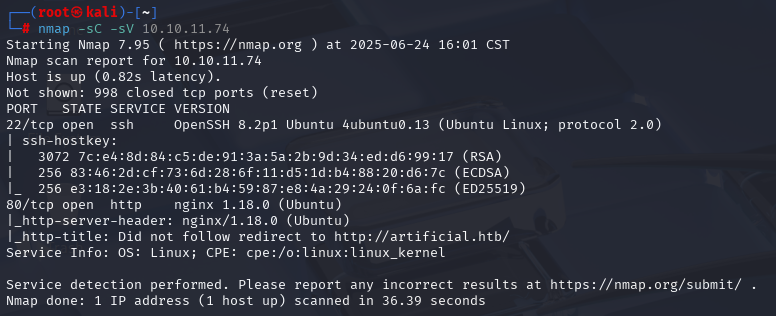 ┌──(root㉿kali)-[~]
└─# nmap -sC -sV 10.10.11.74
Starting Nmap 7.95 ( https://nmap.org ) at 2025-06-24 16:01 CST
Nmap scan report for 10.10.11.74
Host is up (0.82s latency).
Not shown: 998 closed tcp ports (reset)
PORT   STATE SERVICE VERSION
22/tcp open  ssh     OpenSSH 8.2p1 Ubuntu 4ubuntu0.13 (Ubuntu Linux; protocol 2.0)
| ssh-hostkey:
|   3072 7c:e4:8d:84:c5:de:91:3a:5a:2b:9d:34:ed:d6:99:17 (RSA)
|   256 83:46:2d:cf:73:6d:28:6f:11:d5:1d:b4:88:20:d6:7c (ECDSA)
|_  256 e3:18:2e:3b:40:61:b4:59:87:e8:4a:29:24:0f:6a:fc (ED25519)
80/tcp open  http    nginx 1.18.0 (Ubuntu)
|_http-server-header: nginx/1.18.0 (Ubuntu)
|_http-title: Did not follow redirect to http://artificial.htb/
Service Info: OS: Linux; CPE: cpe:/o:linux:linux_kernel

Service detection performed. Please report any incorrect results at https://nmap.org/submit/ .
Nmap done: 1 IP address (1 host up) scanned in 36.39 seconds